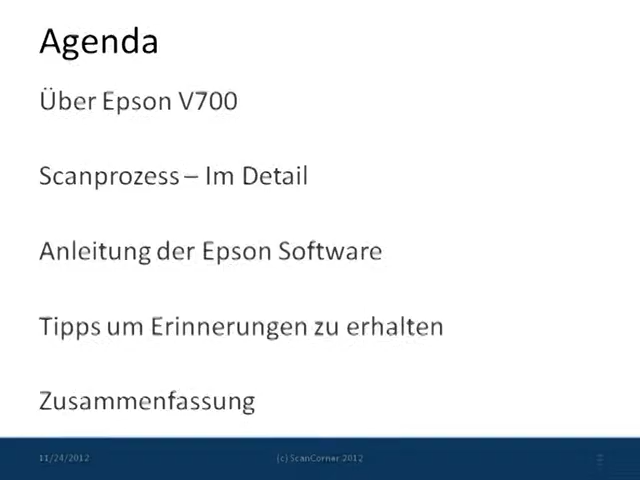 Agenda
Über Epson V700
Scanprozess – Im Detail
Anleitung der Epson Software
Tipps um Erinnerungen zu erhalten
Zusammenfassung
11/24/2012
(c) ScanCorner 2012